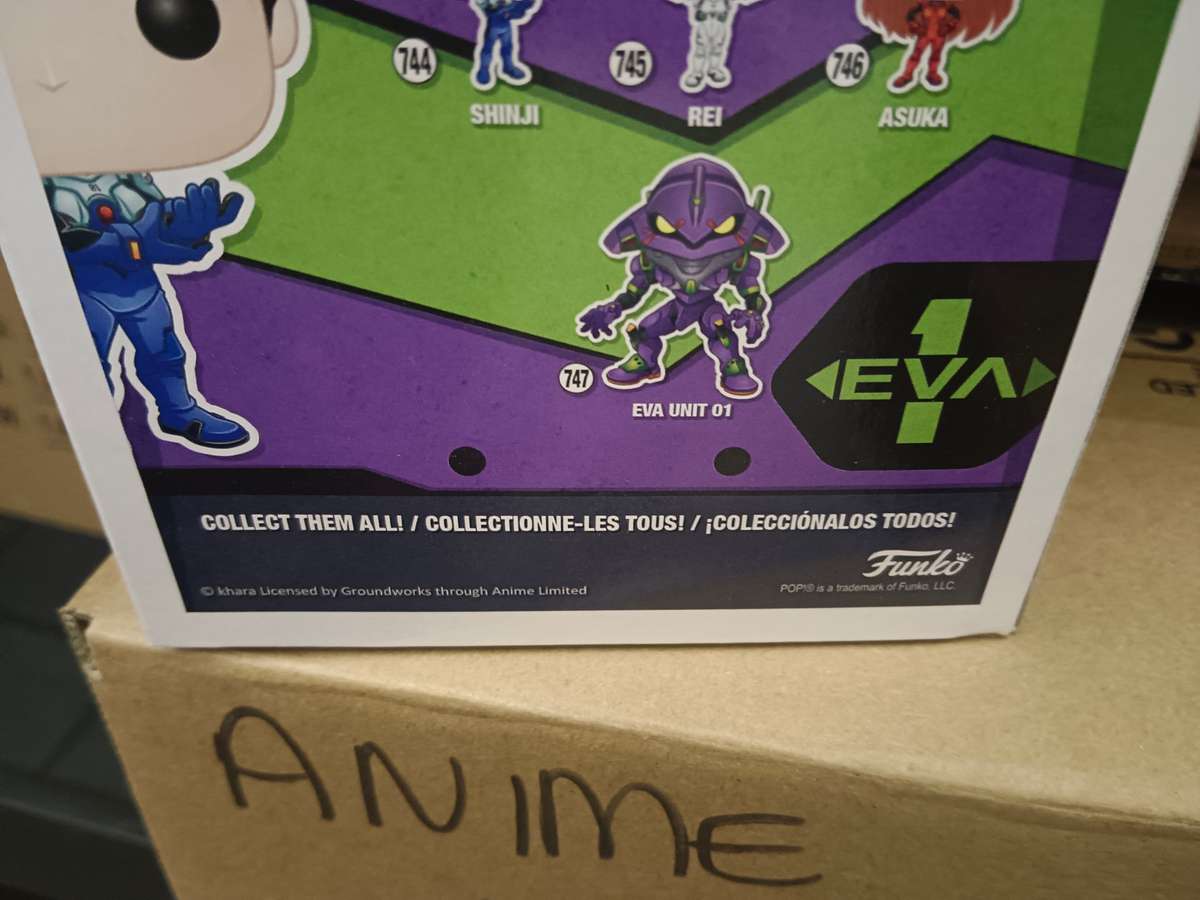 744
745
746
SHINJI
REI
ASUKA
747
EVA UNIT 01
1
EVA
COLLECT THEM ALL! / COLLECTIONNE-LES TOUS! / ¡COLECCIÓNALOS TODOS!
Funko
© khara Licensed by Groundworks through Anime Limited
POP!® is a trademark of Funko, LLC.
ANIME